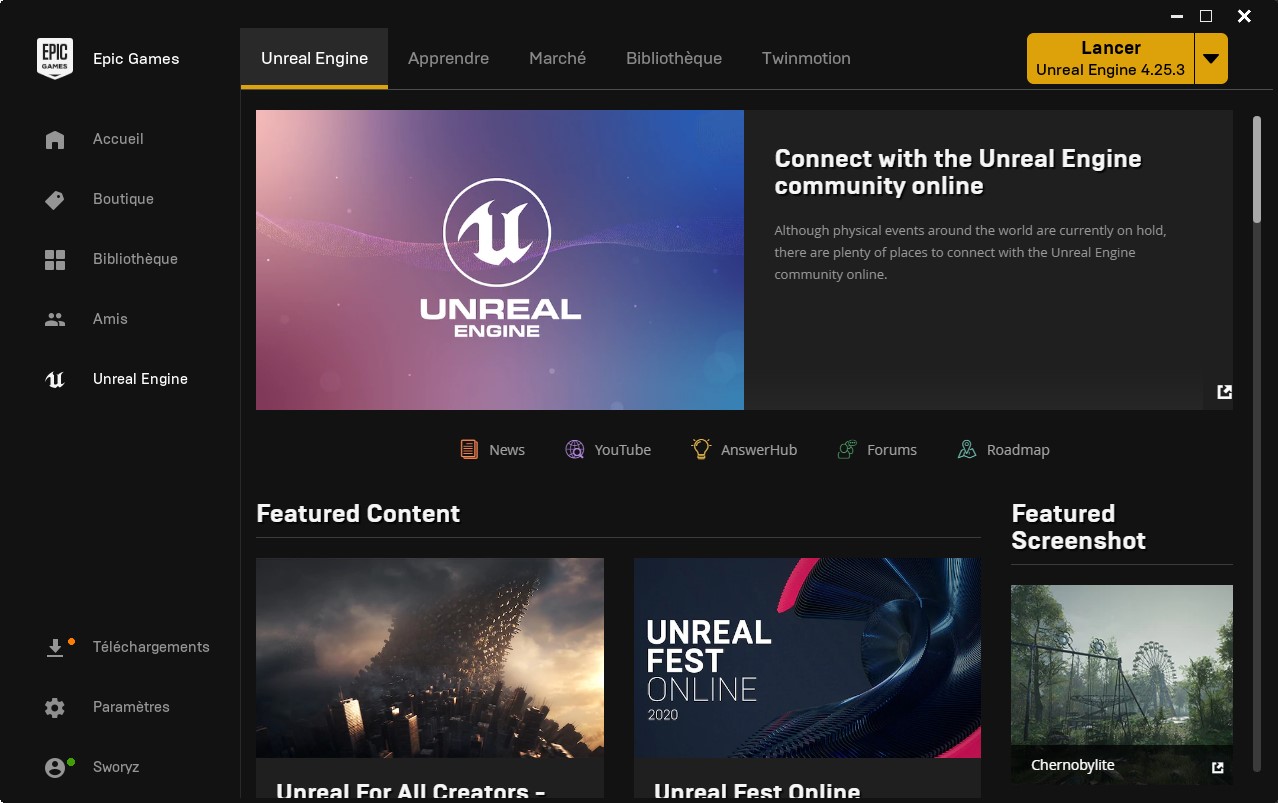 EPIC
GAMES
Epic Games
Unreal Engine
Apprendre
Marché
Bibliothèque
Twinmotion
Lancer
Unreal Engine 4.25.3
Accueil
Boutique
Bibliothèque
Amis
Unreal Engine
Téléchargements
Paramètres
Sworyz
UNREAL
ENGINE
Connect with the Unreal Engine
community online
Although physical events around the world are currently on hold,
there are plenty of places to connect with the Unreal Engine
community online.
News
YouTube
AnswerHub
Forums
Roadmap
Featured Content
UNREAL
FEST
ONLINE
2020
Unreal For All Creators -
Unreal Fest Online
Featured
Screenshot
Chernobylite